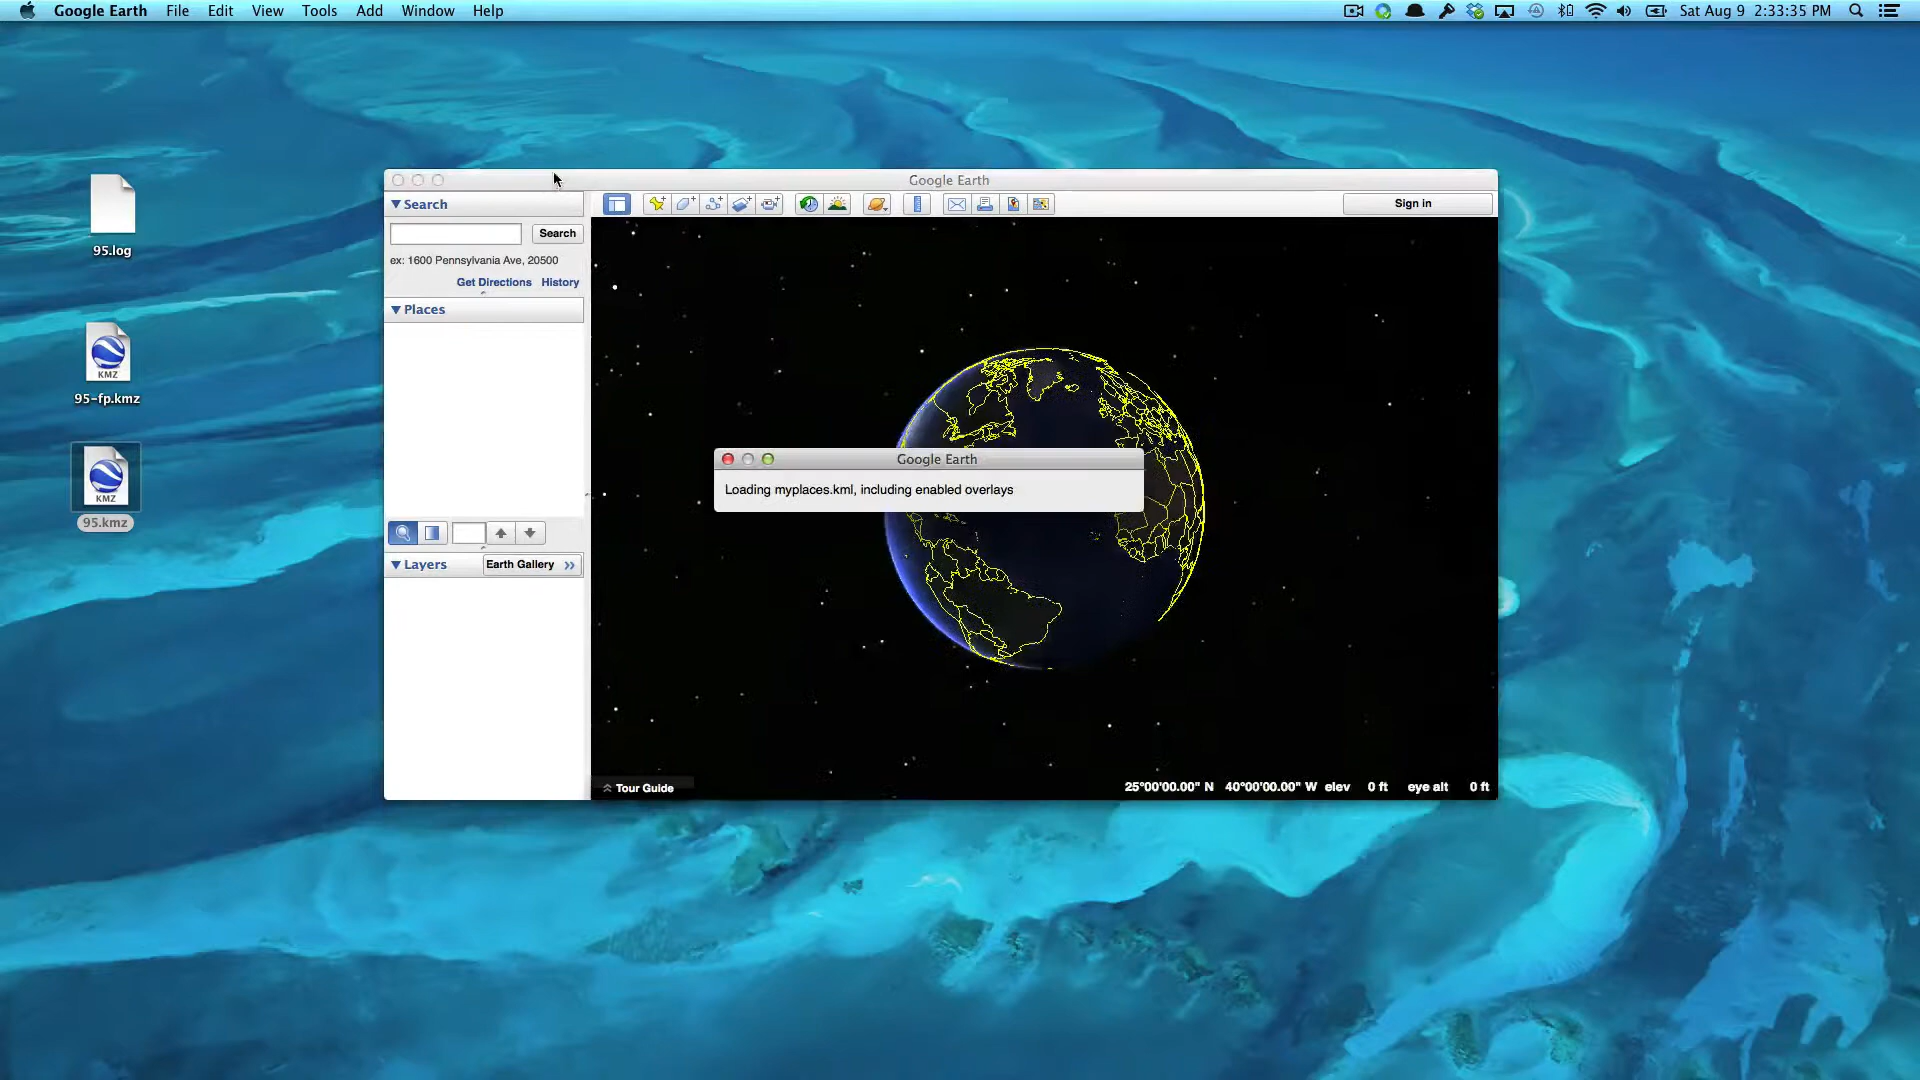 Google Earth File Edit View Tools Add Window Help Sat Aug 9 2:33:35 PM
95.log
KMZ
95-fp.kmz
KMZ
95.kmz
Google Earth
Search
Sign in
Search
ex: 1600 Pennsylvania Ave, 20500
Get Directions History
Places
Google Earth
Loading myplaces.kml, including enabled overlays
Layers Earth Gallery »
Tour Guide
25°00'00.00" N 40°00'00.00" W elev 0 ft eye alt 0 ft